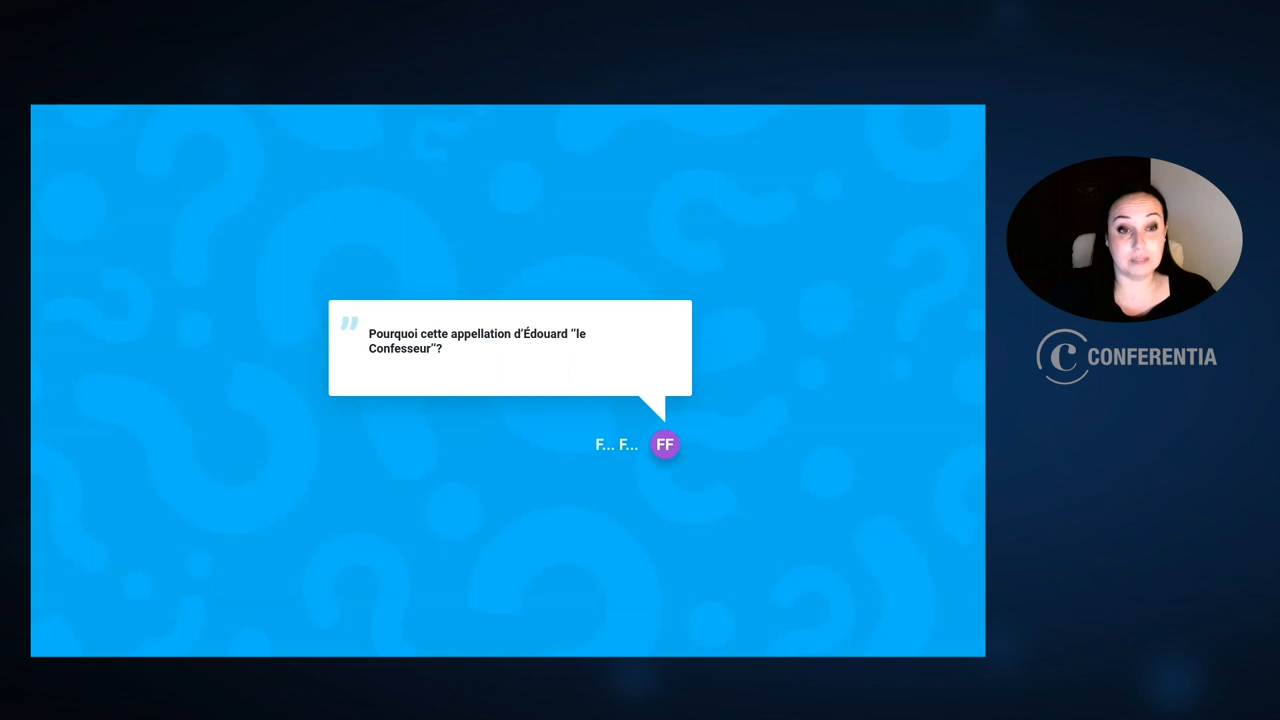 Pourquoi cette appellation d'Édouard ''le
Confesseur''?
F... F...
FF
C CONFERENTIA